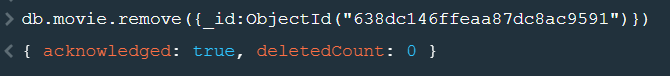 > db.movie.remove({_id:ObjectId("638dc146ffeaa87dc8ac9591")})
< { acknowledged: true, deletedCount: 0 }